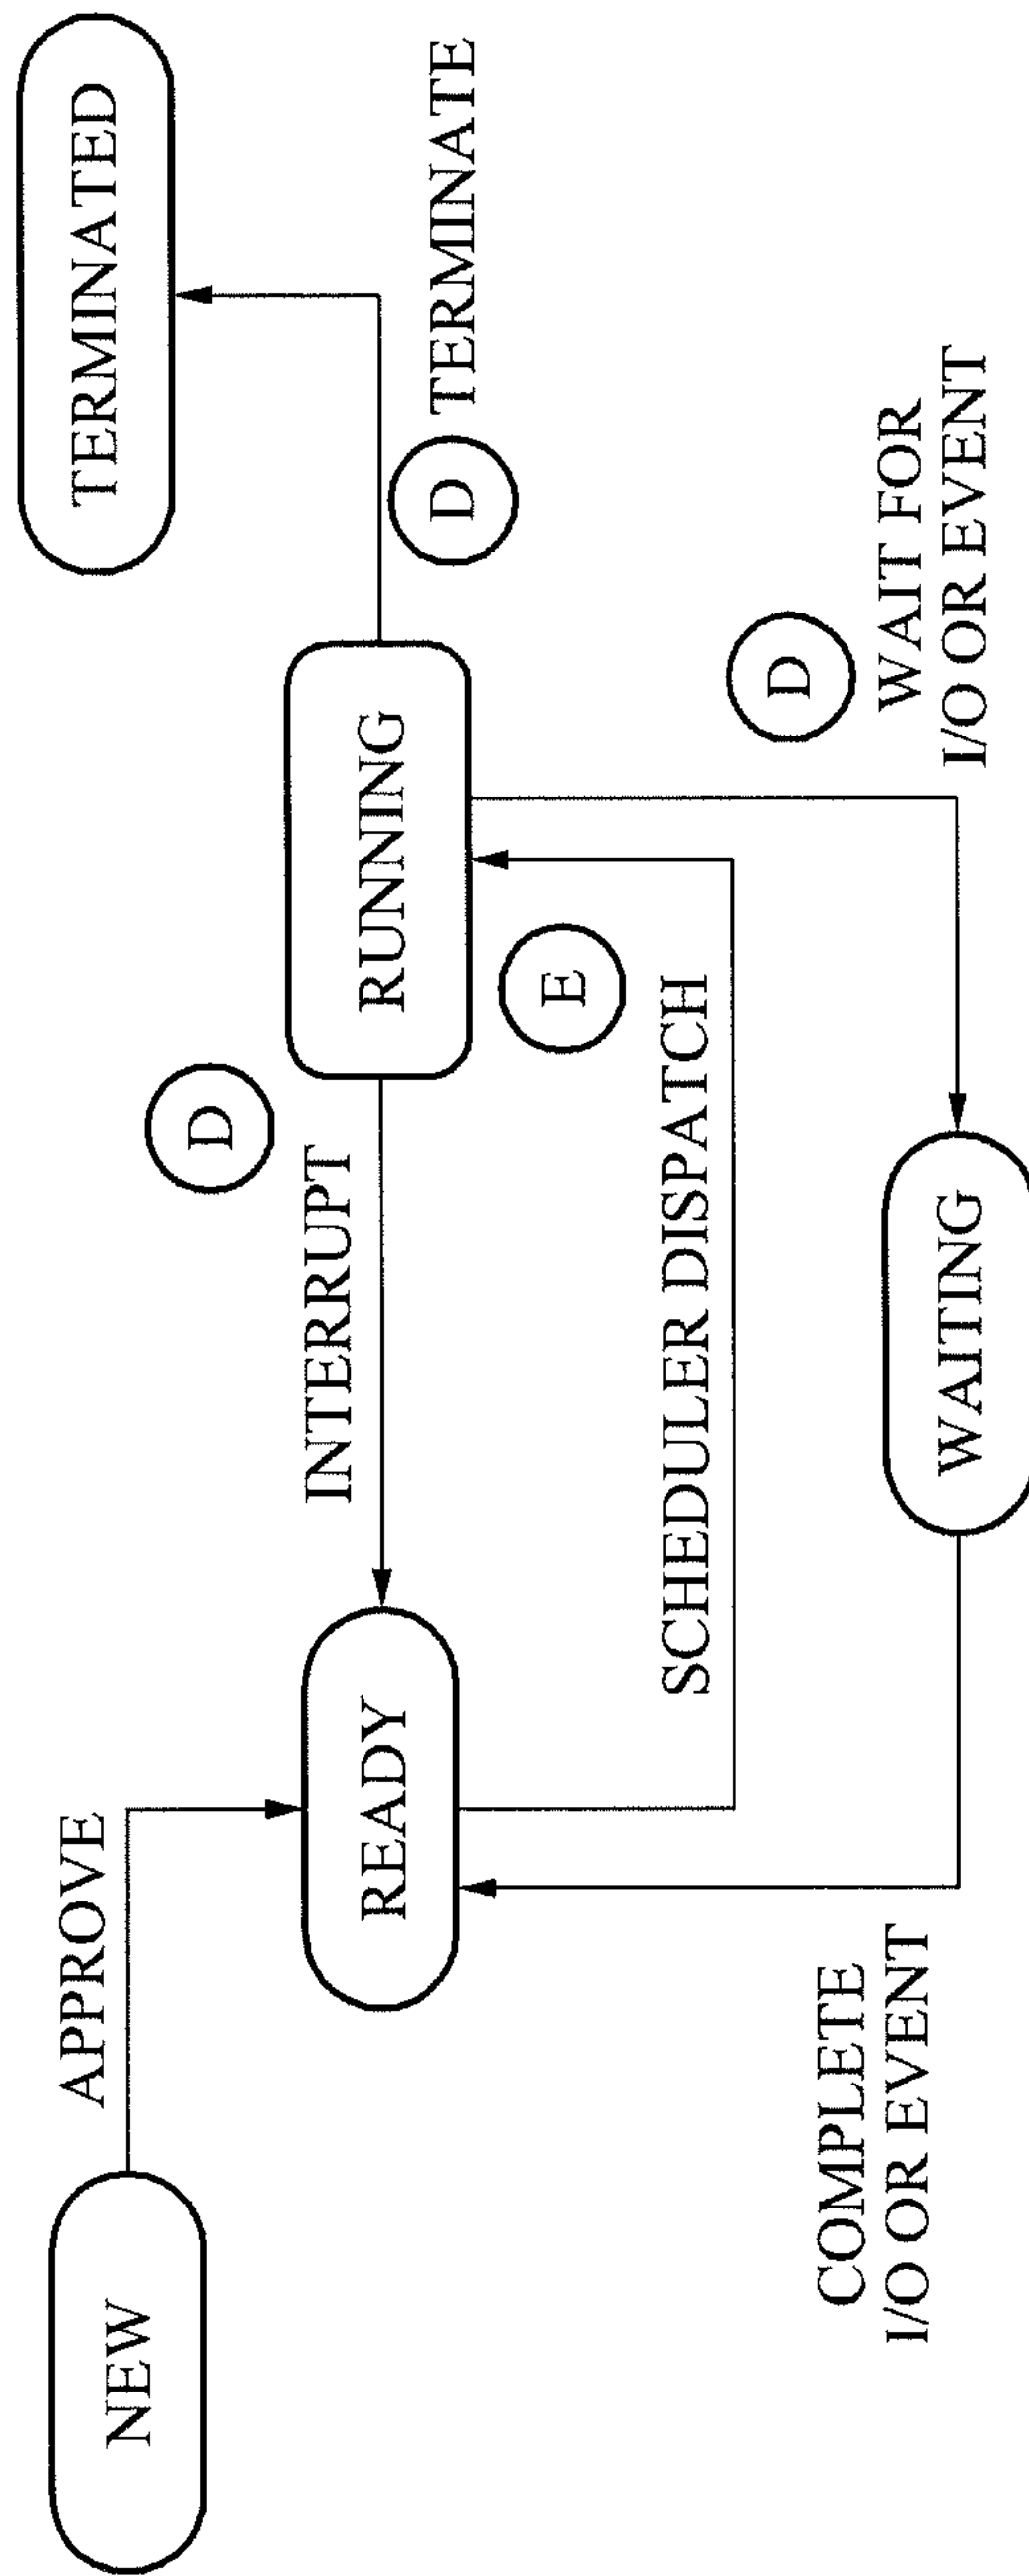 NEW
APPROVE
TERMINATED
D
INTERRUPT
READY
RUNNING
D
TERMINATE
E
SCHEDULER DISPATCH
D
COMPLETE
I/O OR EVENT
WAITING
WAIT FOR
I/O OR EVENT